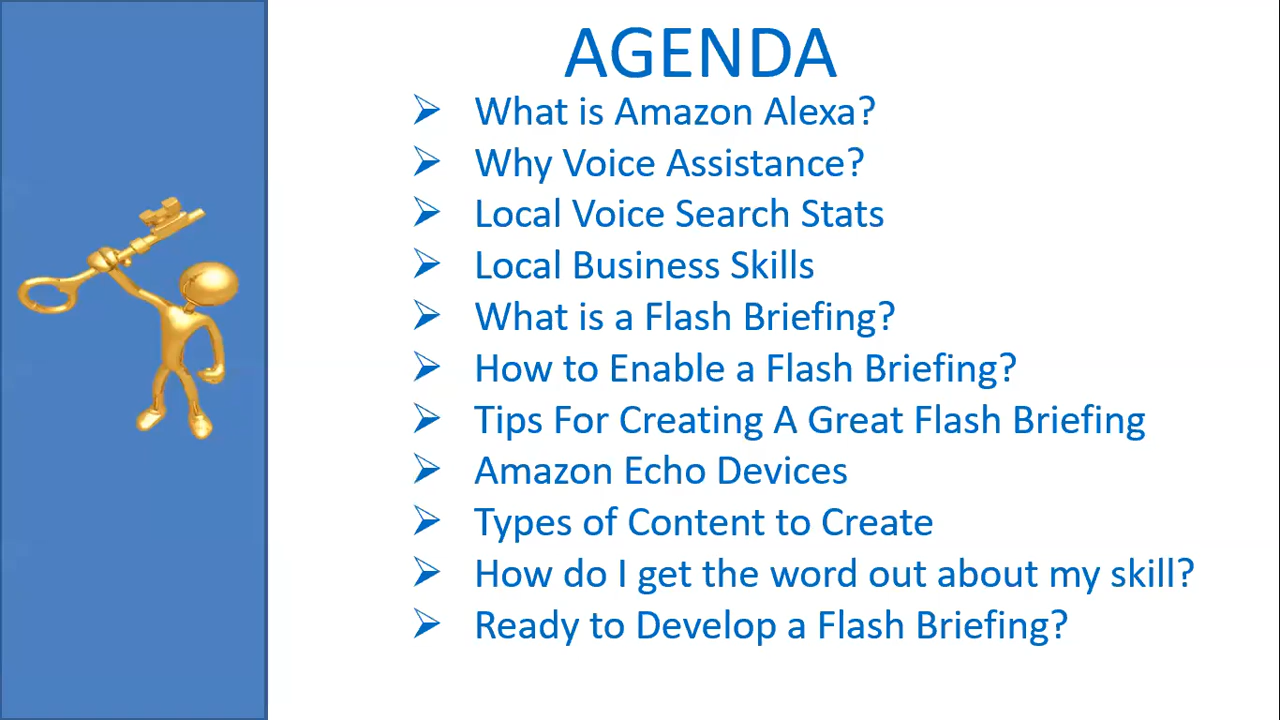 AGENDA
What is Amazon Alexa?
Why Voice Assistance?
Local Voice Search Stats
Local Business Skills
What is a Flash Briefing?
How to Enable a Flash Briefing?
Tips For Creating A Great Flash Briefing
Amazon Echo Devices
Types of Content to Create
How do I get the word out about my skill?
Ready to Develop a Flash Briefing?